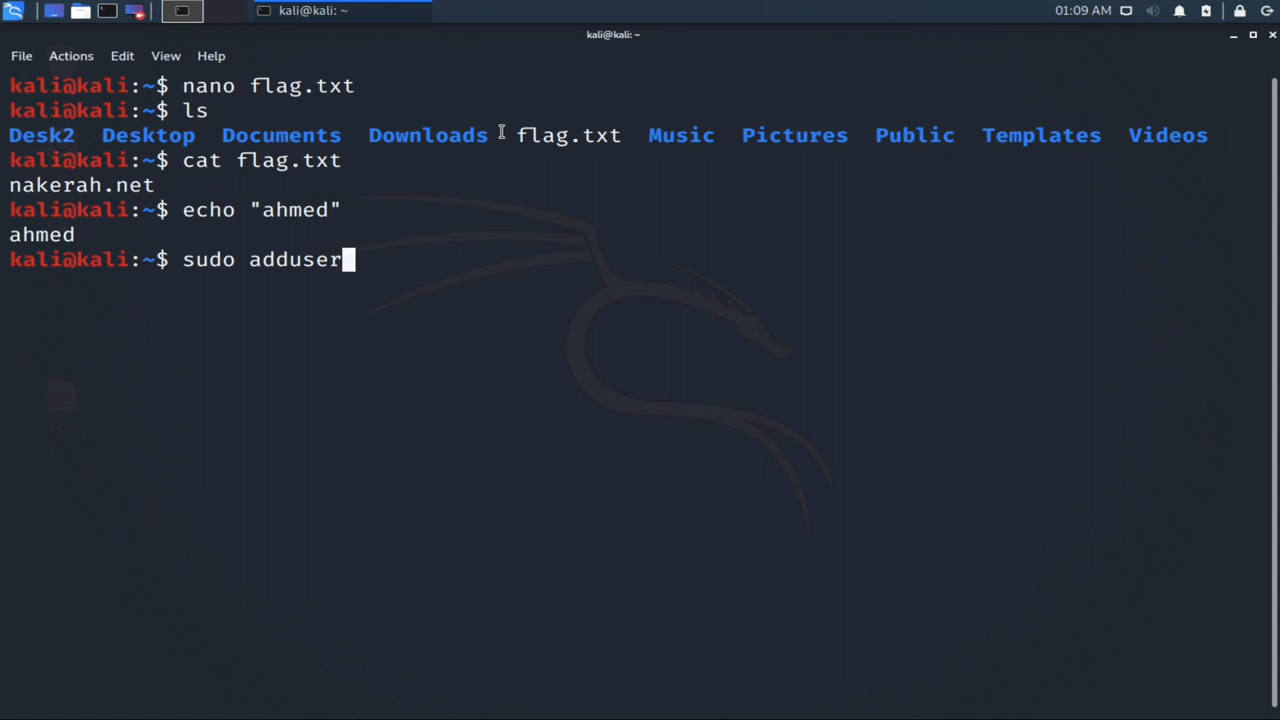 kali@kali: ~
01:09 AM
kali@kali: ~
File Actions Edit View Help
kali@kali:~$ nano flag.txt
kali@kali:~$ ls
Desk2 Desktop Documents Downloads flag.txt Music Pictures Public Templates Videos
kali@kali:~$ cat flag.txt
nakerah.net
kali@kali:~$ echo "ahmed"
ahmed
kali@kali:~$ sudo adduser